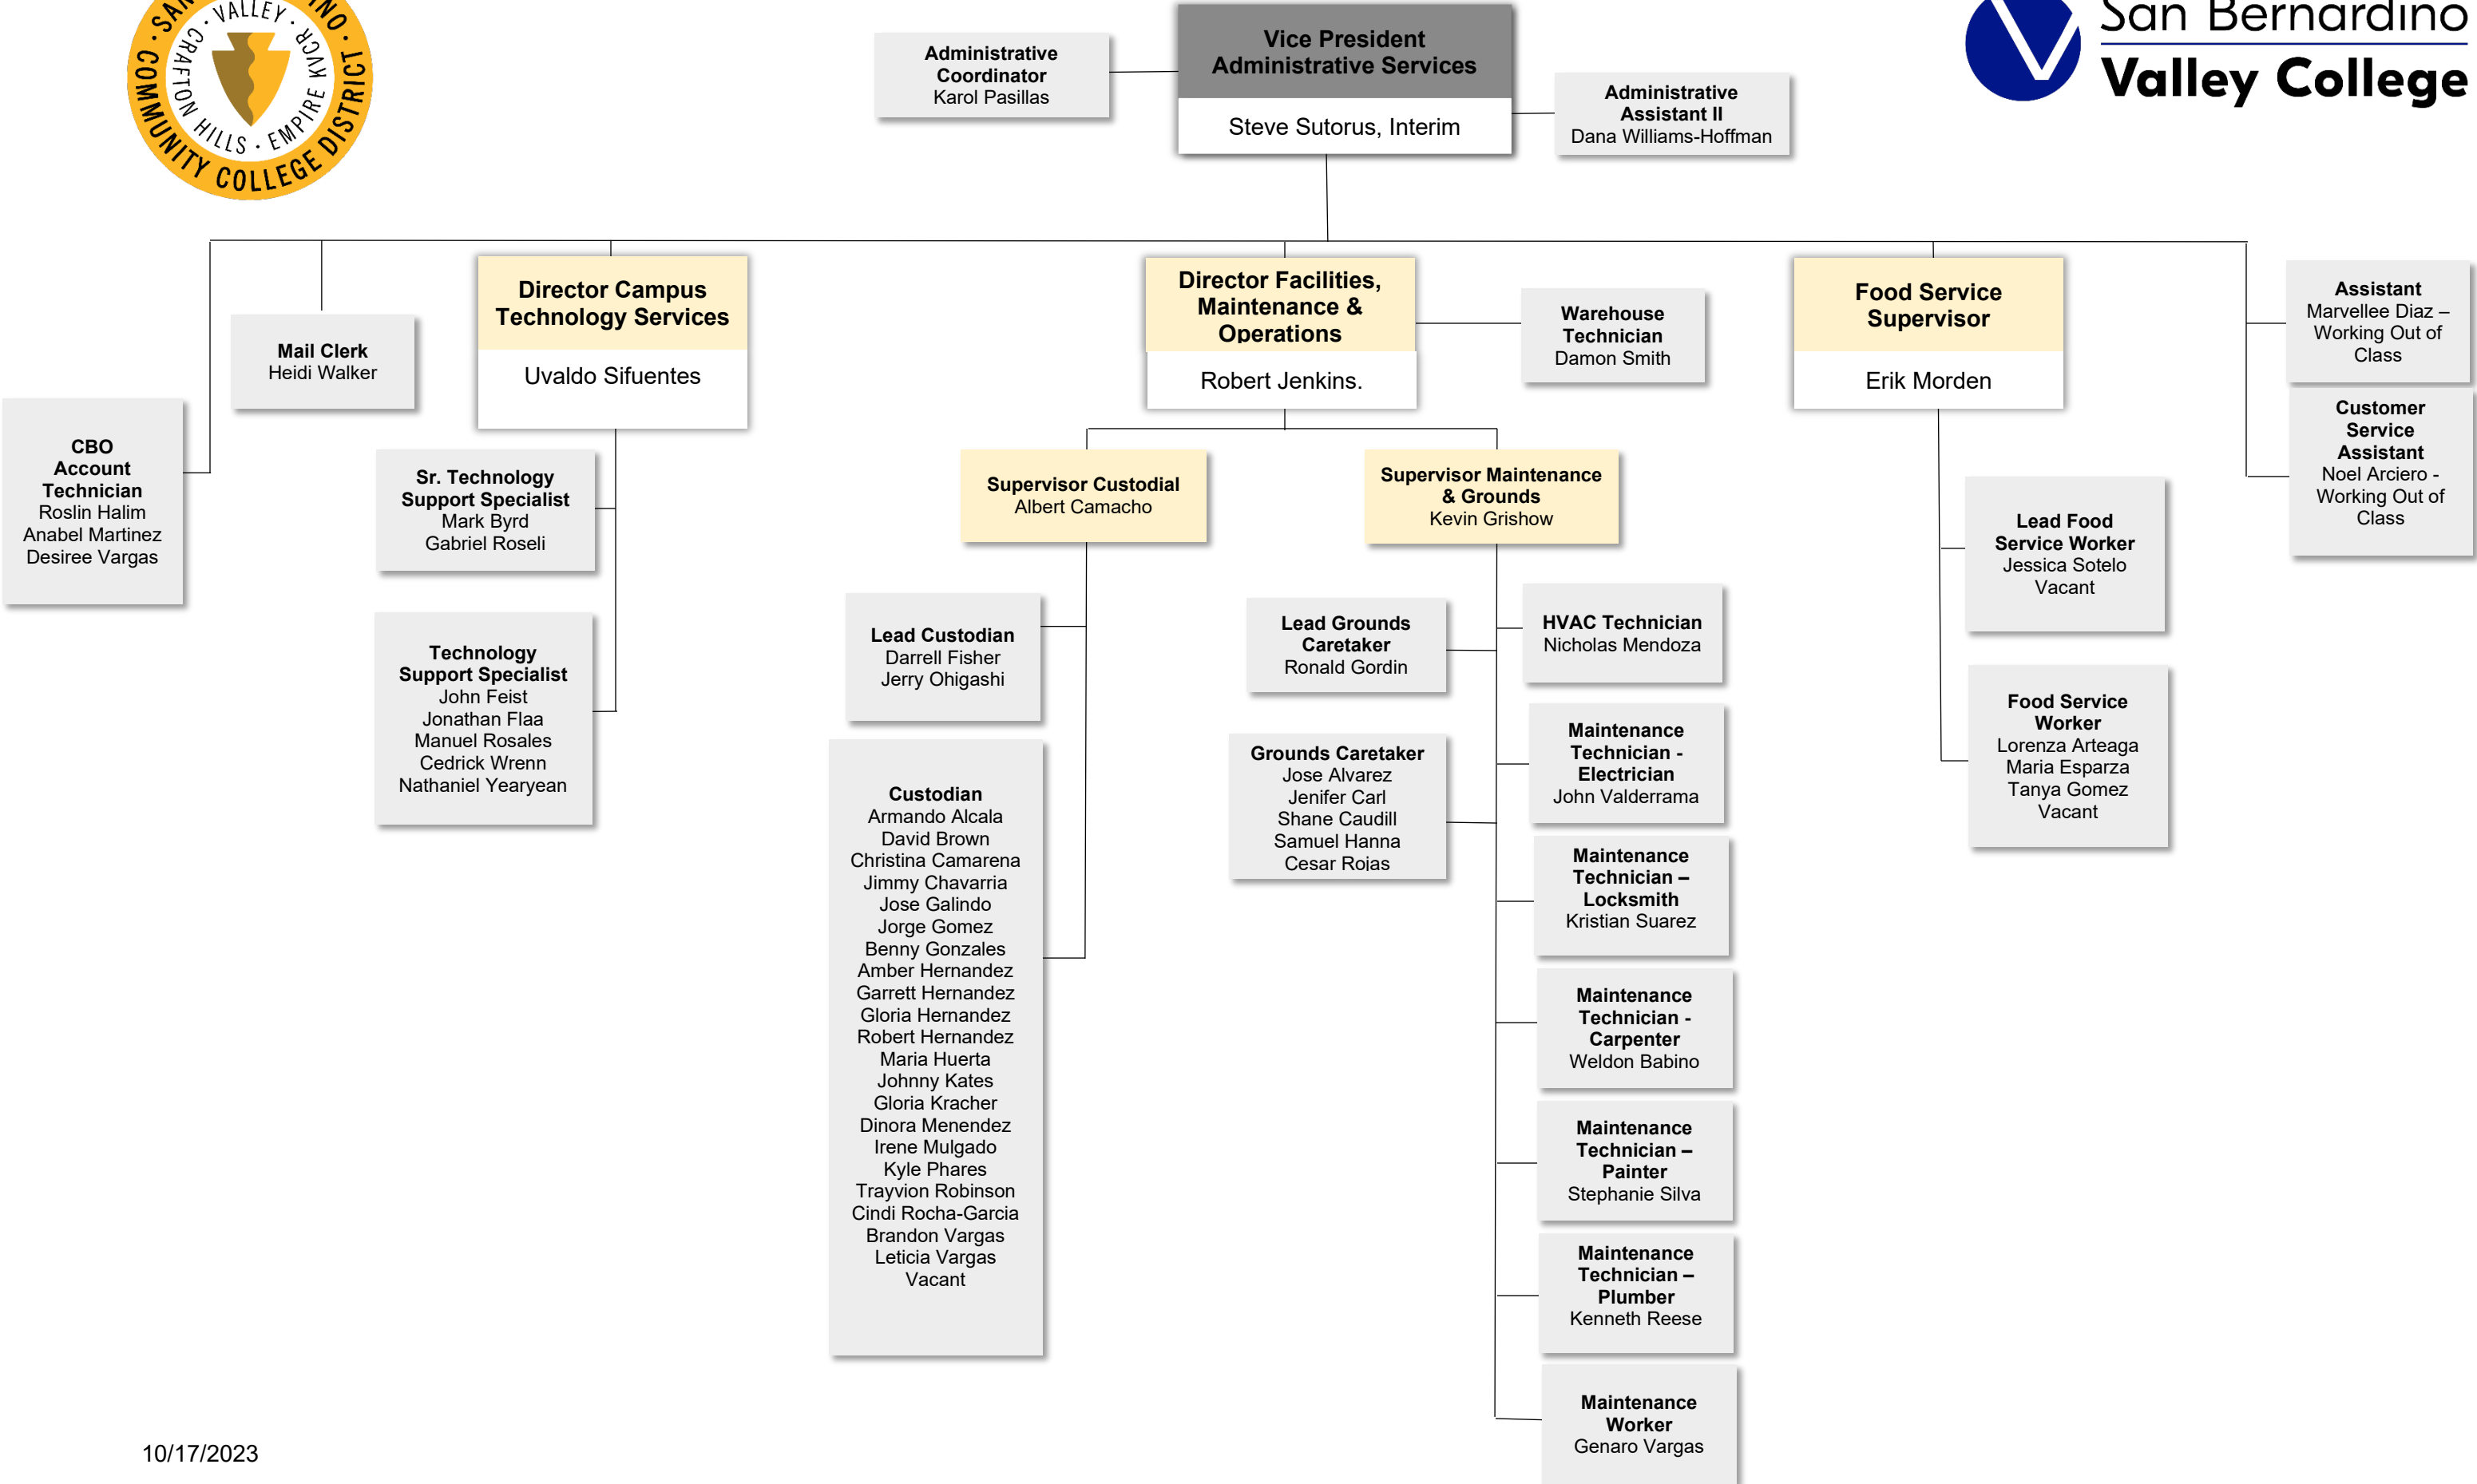 VALLEY · KVCR · EMPIRE · CRAFTON HILLS ·
COMMUNITY COLLEGE DISTRICT ·
San Bernardino
Valley College
Vice President
Administrative Services
Steve Sutorus, Interim
Administrative
Coordinator
Karol Pasillas
Administrative
Assistant II
Dana Williams-Hoffman
CBO
Account
Technician
Roslin Halim
Anabel Martinez
Desiree Vargas
Mail Clerk
Heidi Walker
Director Campus
Technology Services
Uvaldo Sifuentes
Sr. Technology
Support Specialist
Mark Byrd
Gabriel Roseli
Technology
Support Specialist
John Feist
Jonathan Flaa
Manuel Rosales
Cedrick Wrenn
Nathaniel Yearyean
Director Facilities,
Maintenance &
Operations
Robert Jenkins.
Warehouse
Technician
Damon Smith
Supervisor Custodial
Albert Camacho
Lead Custodian
Darrell Fisher
Jerry Ohigashi
Custodian
Armando Alcala
David Brown
Christina Camarena
Jimmy Chavarria
Jose Galindo
Jorge Gomez
Benny Gonzales
Amber Hernandez
Garrett Hernandez
Gloria Hernandez
Robert Hernandez
Maria Huerta
Johnny Kates
Gloria Kracher
Dinora Menendez
Irene Mulgado
Kyle Phares
Trayvion Robinson
Cindi Rocha-Garcia
Brandon Vargas
Leticia Vargas
Vacant
Supervisor Maintenance
& Grounds
Kevin Grishow
Lead Grounds
Caretaker
Ronald Gordin
Grounds Caretaker
Jose Alvarez
Jenifer Carl
Shane Caudill
Samuel Hanna
Cesar Rojas
HVAC Technician
Nicholas Mendoza
Maintenance
Technician -
Electrician
John Valderrama
Maintenance
Technician –
Locksmith
Kristian Suarez
Maintenance
Technician -
Carpenter
Weldon Babino
Maintenance
Technician –
Painter
Stephanie Silva
Maintenance
Technician –
Plumber
Kenneth Reese
Maintenance
Worker
Genaro Vargas
Food Service
Supervisor
Erik Morden
Lead Food
Service Worker
Jessica Sotelo
Vacant
Food Service
Worker
Lorenza Arteaga
Maria Esparza
Tanya Gomez
Vacant
Assistant
Marvellee Diaz –
Working Out of
Class
Customer
Service
Assistant
Noel Arciero -
Working Out of
Class
10/17/2023